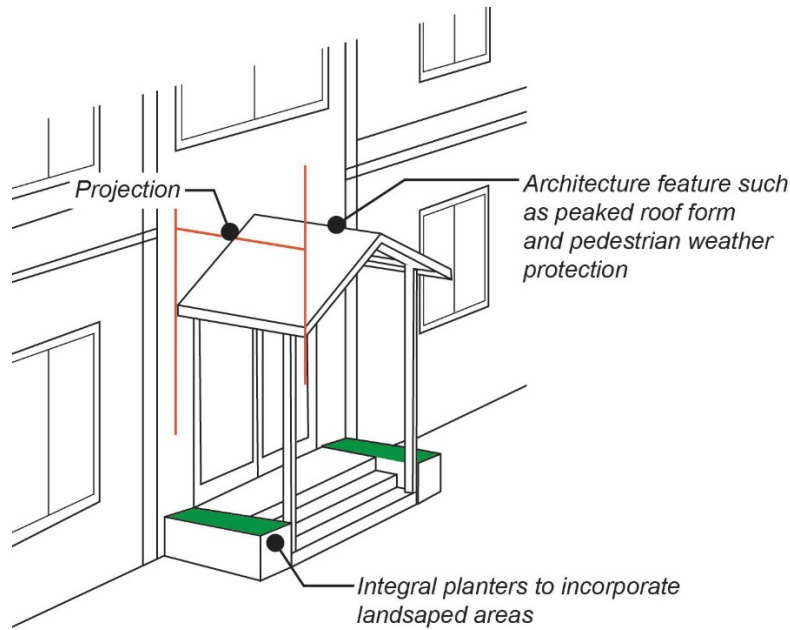 Projection
Architecture feature such
as peaked roof form
and pedestrian weather
protection
Integral planters to incorporate
landsaped areas